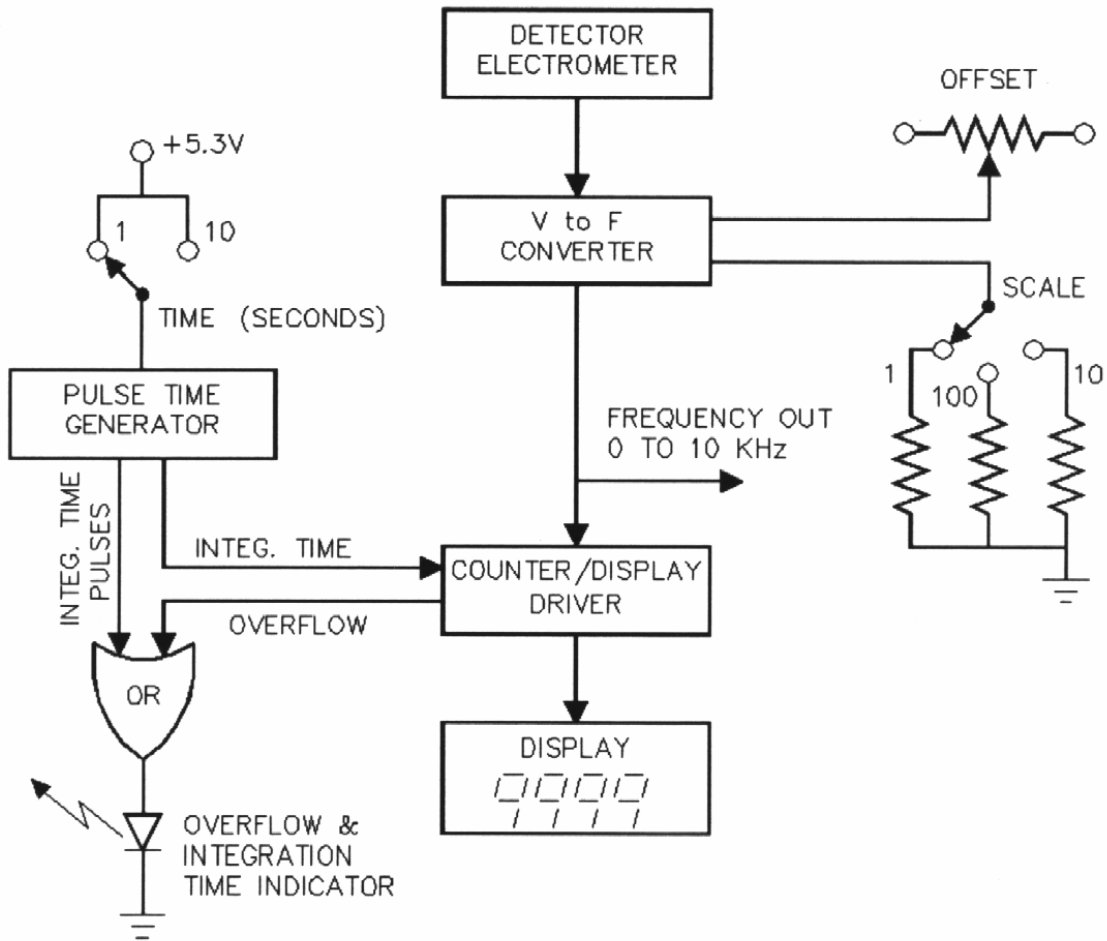 DETECTOR
ELECTROMETER
OFFSET
+5.3V
1
10
V to F
CONVERTER
TIME (SECONDS)
SCALE
1
100
10
PULSE TIME
GENERATOR
FREQUENCY OUT
0 TO 10 KHz
INTEG. TIME
PULSES
INTEG. TIME
COUNTER/DISPLAY
DRIVER
OVERFLOW
OR
DISPLAY
9999
OVERFLOW &
INTEGRATION
TIME INDICATOR